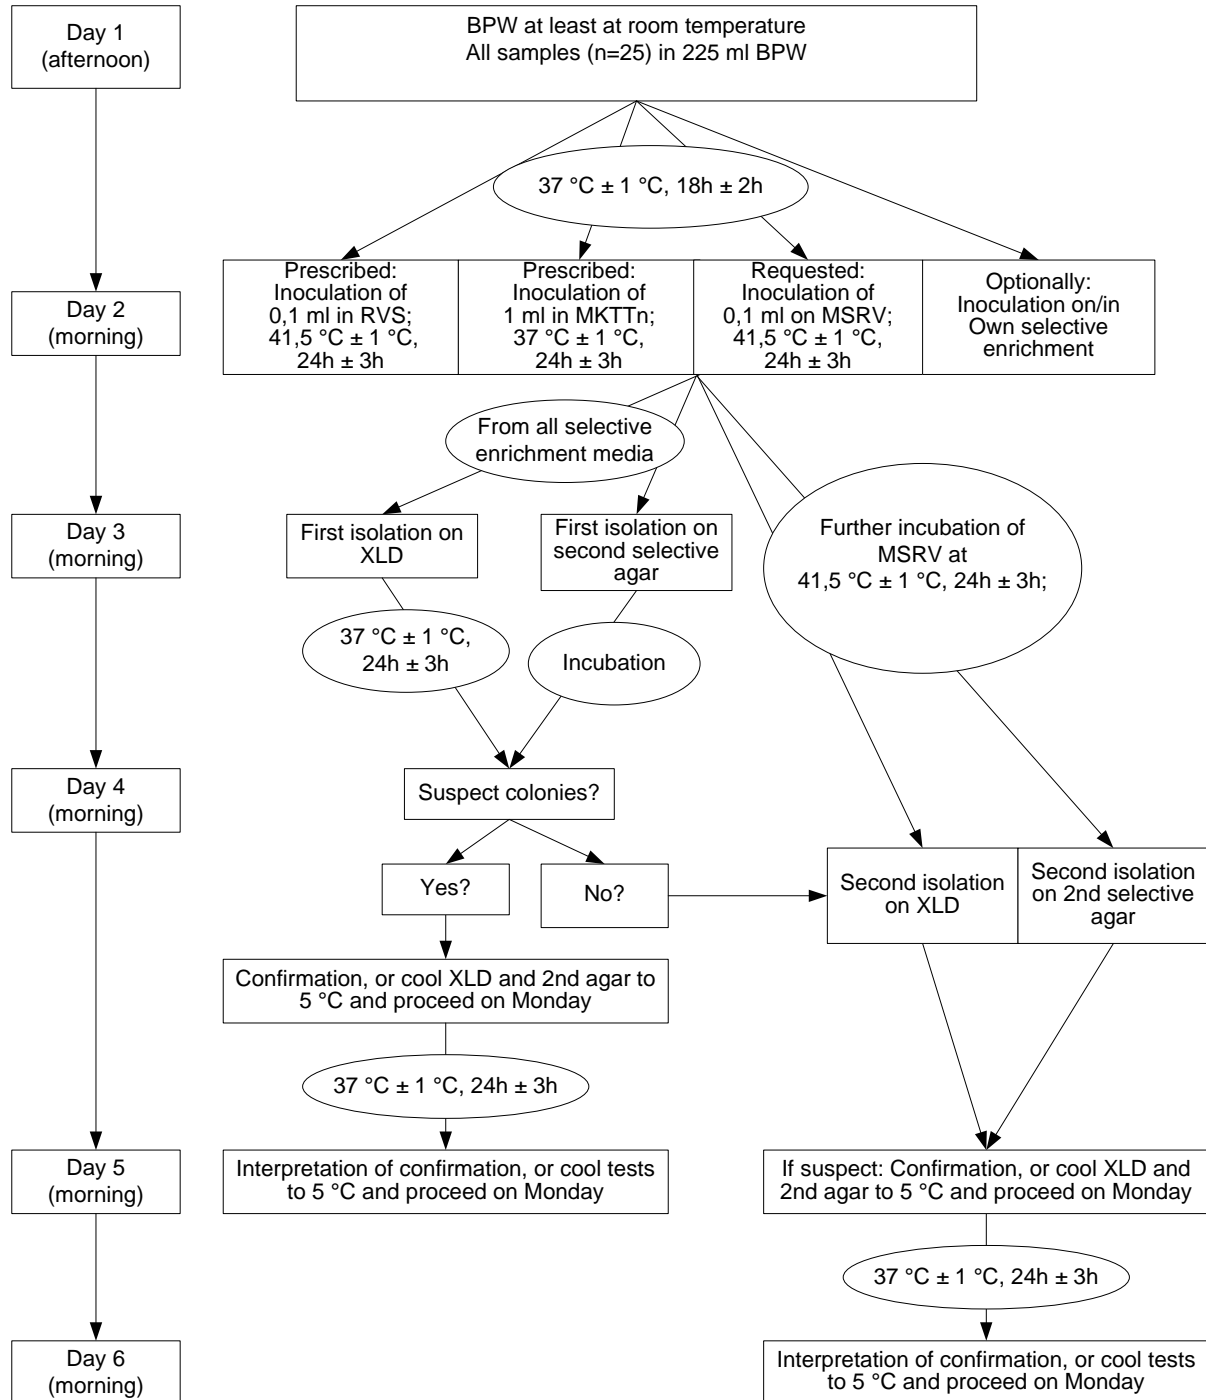 Day 1
(afternoon)
BPW at least at room temperature
All samples (n=25) in 225 ml BPW
37 °C ± 1 °C, 18h ± 2h
Day 2
(morning)
Prescribed:
Inoculation of
0,1 ml in RVS;
41,5 °C ± 1 °C,
24h ± 3h
Prescribed:
Inoculation of
1 ml in MKTTn;
37 °C ± 1 °C,
24h ± 3h
Requested:
Inoculation of
0,1 ml on MSRV;
41,5 °C ± 1 °C,
24h ± 3h
Optionally:
Inoculation on/in
Own selective
enrichment
From all selective
enrichment media
Day 3
(morning)
First isolation on
XLD
First isolation on
second selective
agar
Further incubation of
MSRV at
41,5 °C ± 1 °C, 24h ± 3h;
37 °C ± 1 °C,
24h ± 3h
Incubation
Day 4
(morning)
Suspect colonies?
Yes?
No?
Second isolation
on XLD
Second isolation
on 2nd selective
agar
Confirmation, or cool XLD and 2nd agar to
5 °C and proceed on Monday
37 °C ± 1 °C, 24h ± 3h
Day 5
(morning)
Interpretation of confirmation, or cool tests
to 5 °C and proceed on Monday
If suspect: Confirmation, or cool XLD and
2nd agar to 5 °C and proceed on Monday
37 °C ± 1 °C, 24h ± 3h
Day 6
(morning)
Interpretation of confirmation, or cool tests
to 5 °C and proceed on Monday